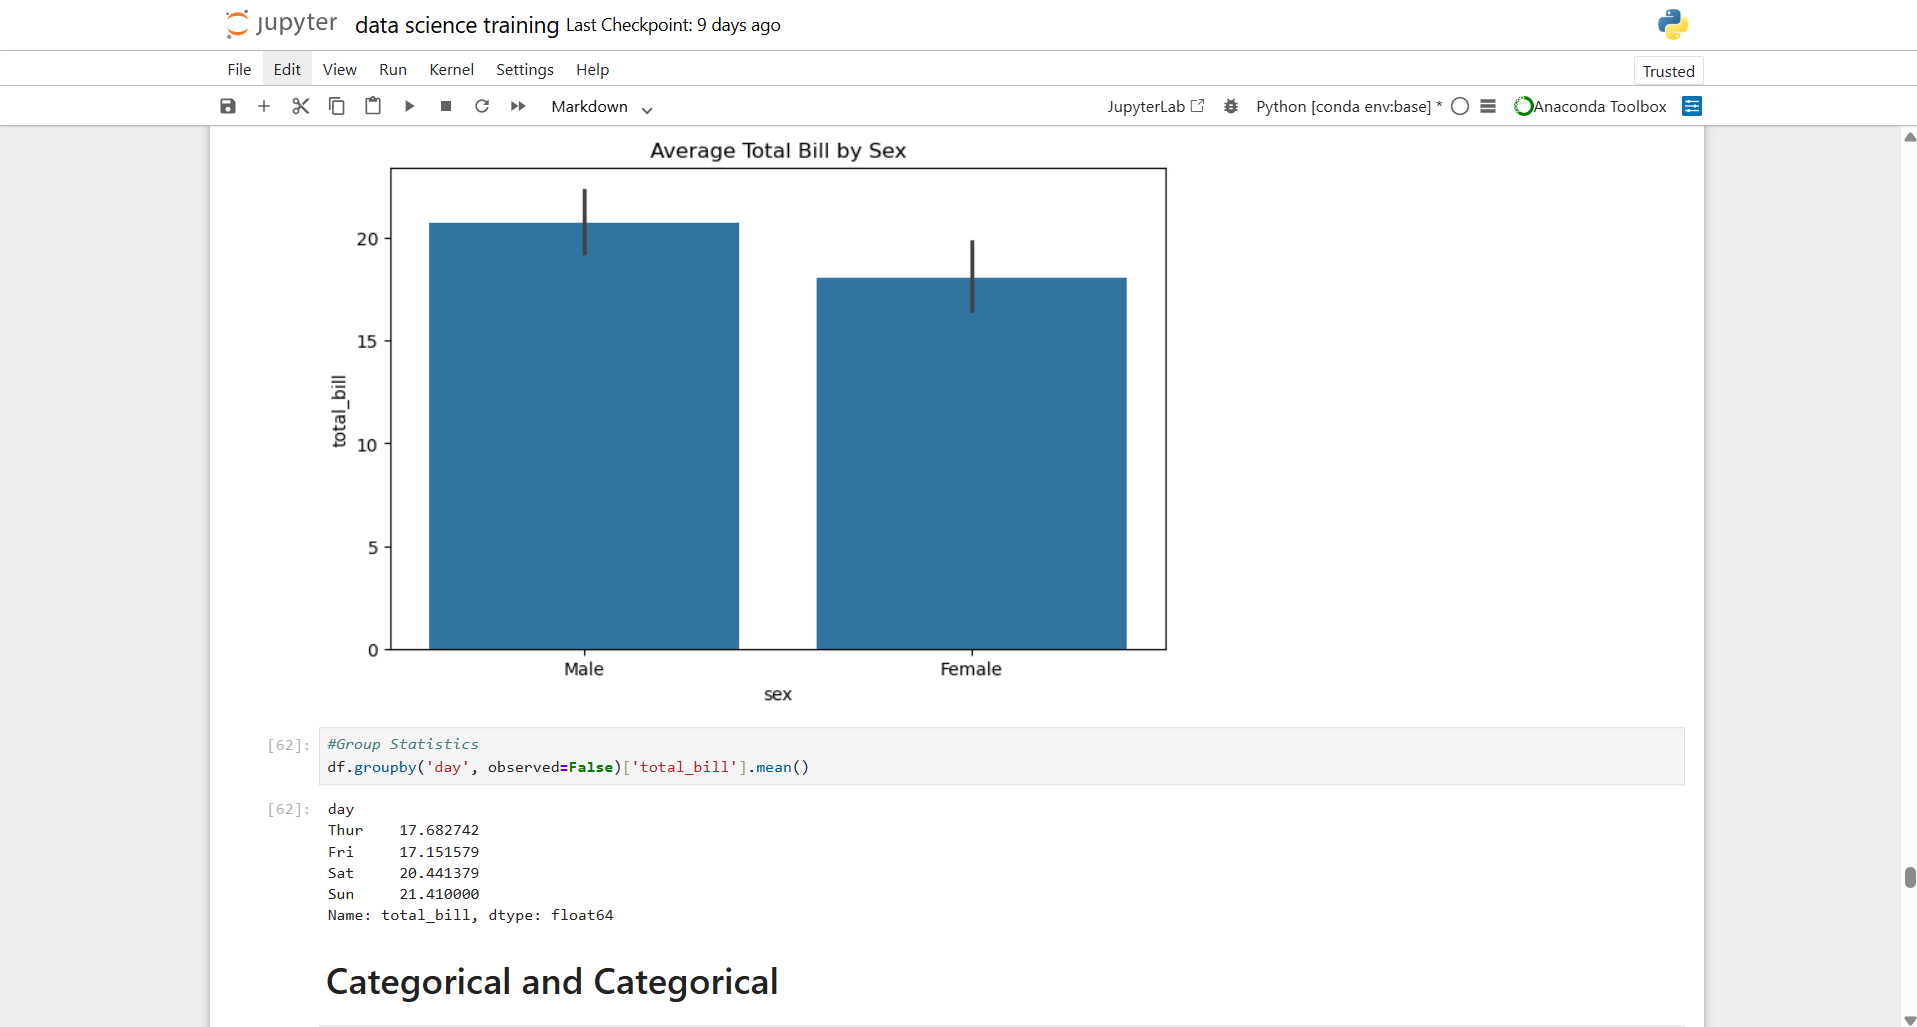 jupyter data science training Last Checkpoint: 9 days ago
File Edit View Run Kernel Settings Help Trusted
Markdown JupyterLab Python [conda env:base] * Anaconda Toolbox
Average Total Bill by Sex
20
15
10
5
0
total_bill
Male Female
sex
[62]: #Group Statistics
df.groupby('day', observed=False)['total_bill'].mean()
[62]: day
Thur 17.682742
Fri 17.151579
Sat 20.441379
Sun 21.410000
Name: total_bill, dtype: float64
Categorical and Categorical